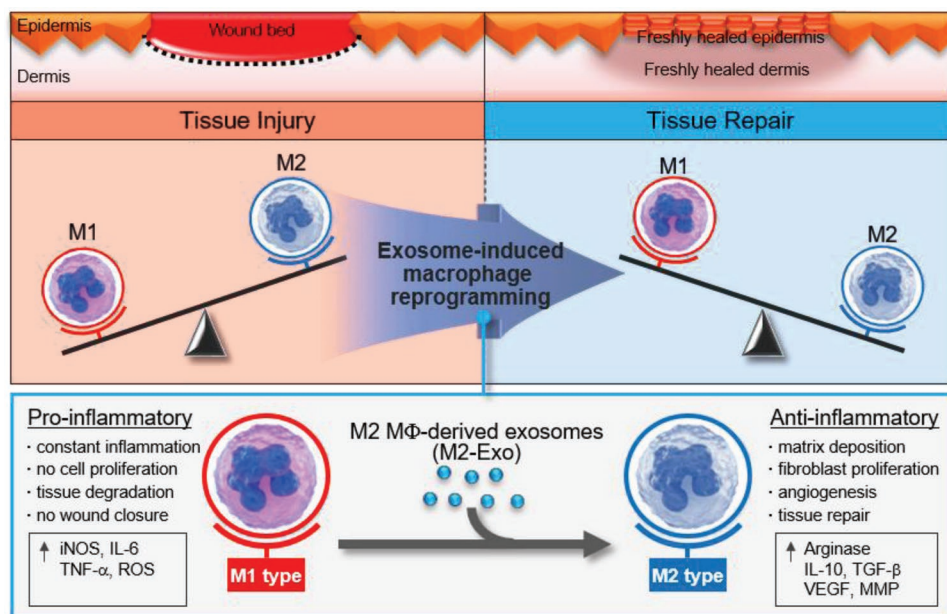 Epidermis
Wound bed
Dermis
Freshly healed epidermis
Freshly healed dermis
Tissue Injury
Tissue Repair
M1
M2
Exosome-induced
macrophage
reprogramming
M1
M2
Pro-inflammatory
· constant inflammation
· no cell proliferation
· tissue degradation
· no wound closure
↑ iNOS, IL-6
TNF-α, ROS
M1 type
M2 MΦ-derived exosomes
(M2-Exo)
M2 type
Anti-inflammatory
· matrix deposition
· fibroblast proliferation
· angiogenesis
· tissue repair
↑ Arginase
IL-10, TGF-β
VEGF, MMP